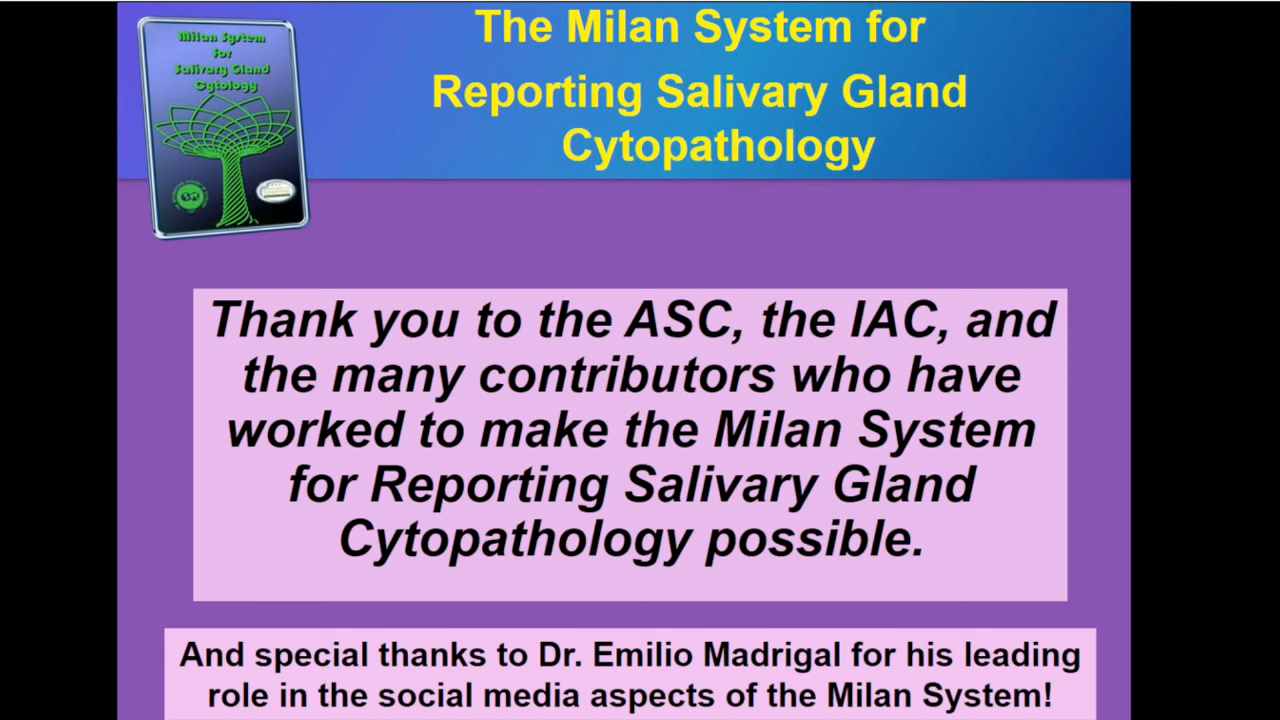 The Milan System for
Reporting Salivary Gland
Cytopathology
Milan System
for
Salivary Gland
Cytology
Thank you to the ASC, the IAC, and
the many contributors who have
worked to make the Milan System
for Reporting Salivary Gland
Cytopathology possible.
And special thanks to Dr. Emilio Madrigal for his leading
role in the social media aspects of the Milan System!